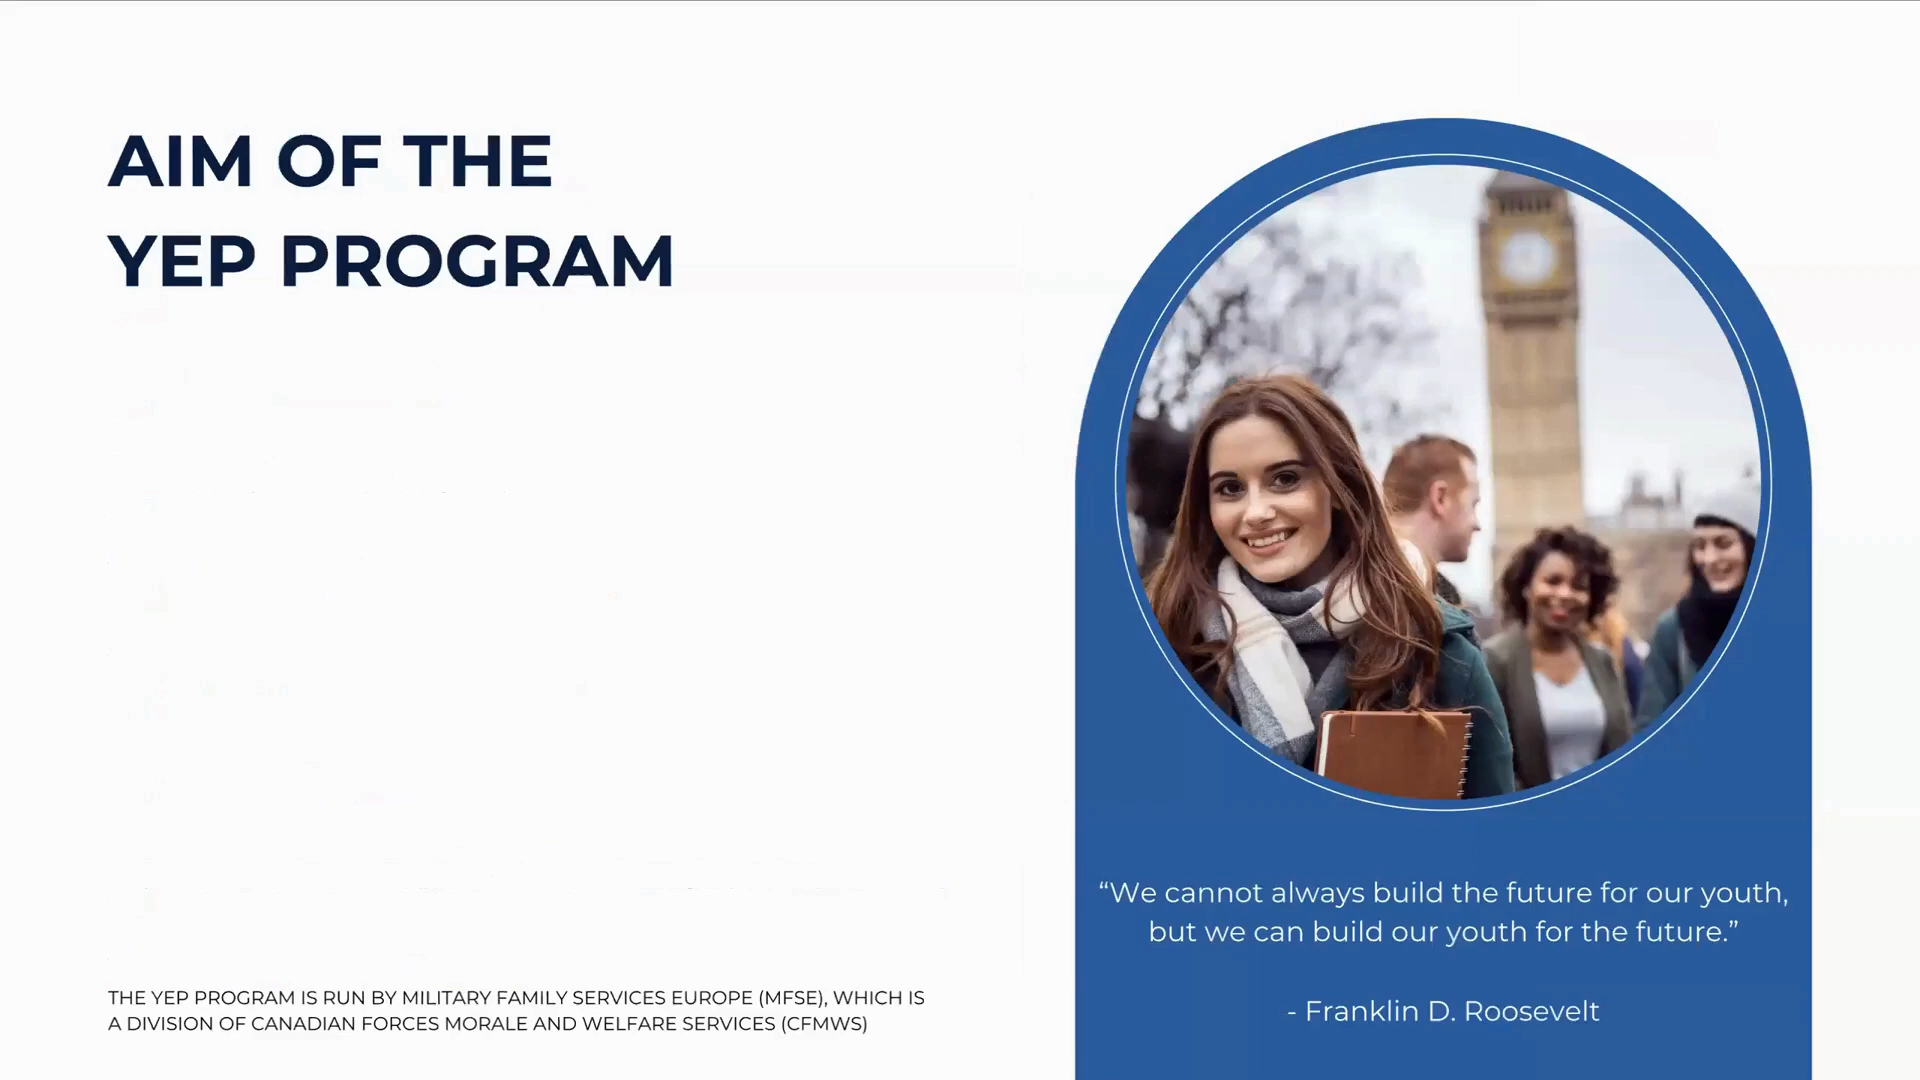 AIM OF THE
YEP PROGRAM
THE YEP PROGRAM IS RUN BY MILITARY FAMILY SERVICES EUROPE (MFSE), WHICH IS
A DIVISION OF CANADIAN FORCES MORALE AND WELFARE SERVICES (CFMWS)
“We cannot always build the future for our youth,
but we can build our youth for the future.”
- Franklin D. Roosevelt